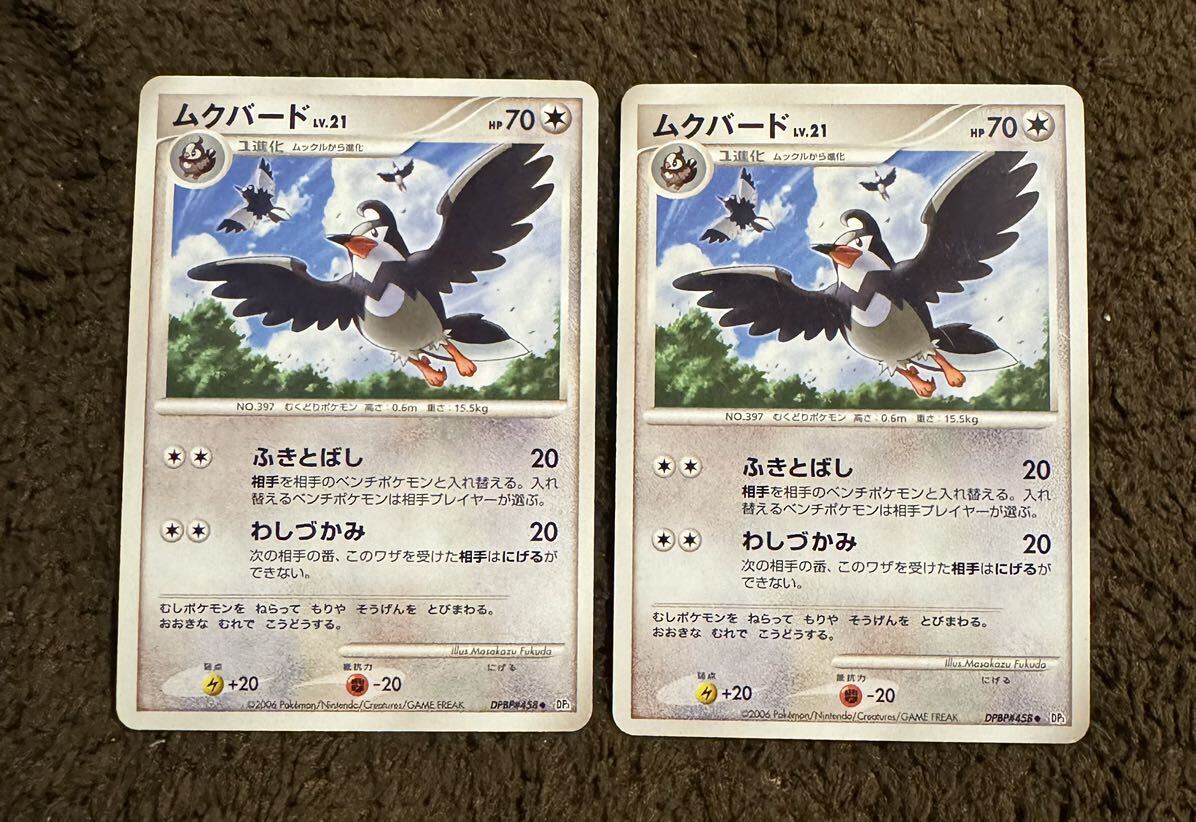 ムクバード LV.21 HP 70
1進化 ムックルから進化
NO.397 むくどりポケモン 高さ:0.6m 重さ:15.5kg
ふきとばし 20
相手を相手のベンチポケモンと入れ替える。入れ
替えるベンチポケモンは相手プレイヤーが選ぶ。
わしづかみ 20
次の相手の番、このワザを受けた相手はにげるが
できない。
むしポケモンを ねらって もりや そうげんを とびまわる。
おおきな むれで こうどうする。
Illus.Masakazu Fukuda
弱点 +20 抵抗力 -20 にげる
©2006 Pokémon/Nintendo/Creatures/GAME FREAK DPBP#458 ● DP1
ムクバード LV.21 HP 70
1進化 ムックルから進化
NO.397 むくどりポケモン 高さ:0.6m 重さ:15.5kg
ふきとばし 20
相手を相手のベンチポケモンと入れ替える。入れ
替えるベンチポケモンは相手プレイヤーが選ぶ。
わしづかみ 20
次の相手の番、このワザを受けた相手はにげるが
できない。
むしポケモンを ねらって もりや そうげんを とびまわる。
おおきな むれで こうどうする。
Illus.Masakazu Fukuda
弱点 +20 抵抗力 -20 にげる
©2006 Pokémon/Nintendo/Creatures/GAME FREAK DPBP#458 ● DP1